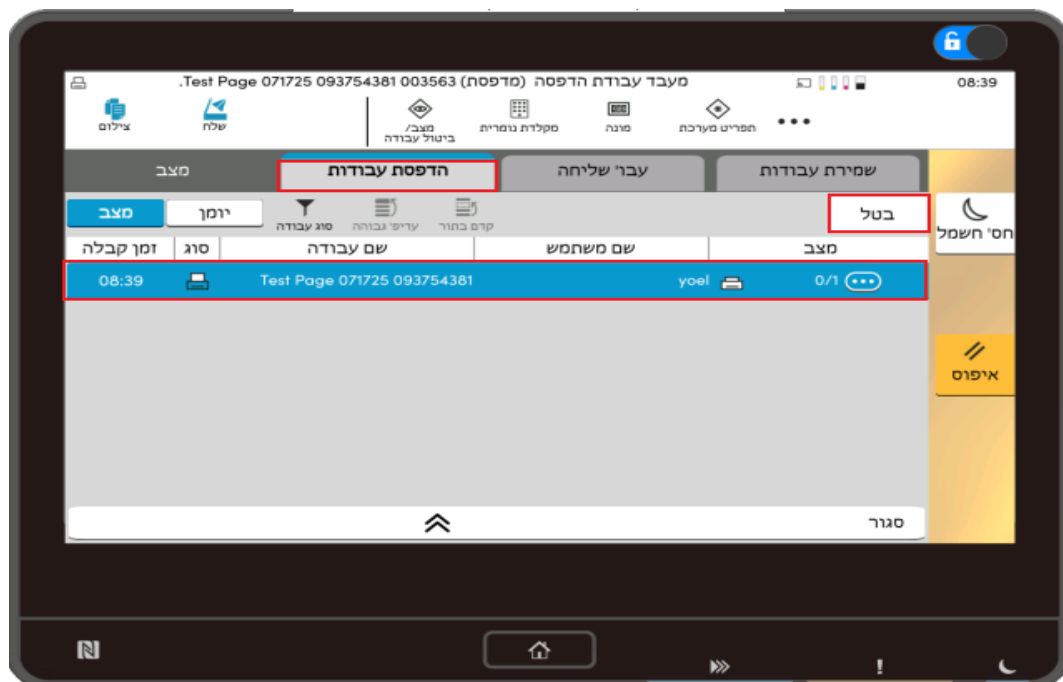 מעבד עבודת הדפסה (מדפסת) Test Page 071725 093754381 003563.
08:39
צילום
שלח
מצב/
ביטול עבודה
מקלדת נומרית
מונה
תפריט מערכת
מצב
הדפסת עבודות
עבו' שליחה
שמירת עבודות
מצב
יומן
סוג עבודה
עדיפי גבוהה
קדם בתור
בטל
חס' חשמל
זמן קבלה
סוג
שם עבודה
שם משתמש
מצב
08:39
Test Page 071725 093754381
yoel
0/1
איפוס
סגור